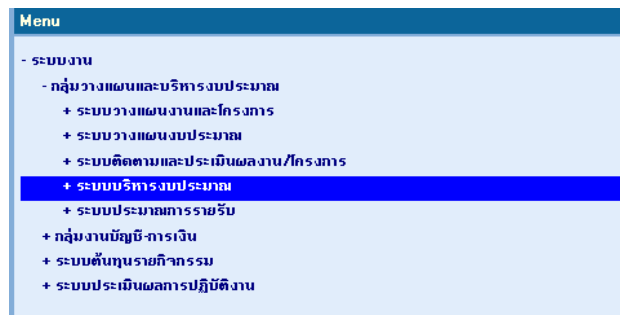 Menu
- ระบบงาน
- กลุ่มวางแผนและบริหารงบประมาณ
+ ระบบวางแผนงานและโครงการ
+ ระบบวางแผนงบประมาณ
+ ระบบติดตามและประเมินผลงาน/โครงการ
+ ระบบบริหารงบประมาณ
+ ระบบประมาณการรายรับ
+ กลุ่มงานบัญชี-การเงิน
+ ระบบต้นทุนรายกิจกรรม
+ ระบบประเมินผลการปฏิบัติงาน